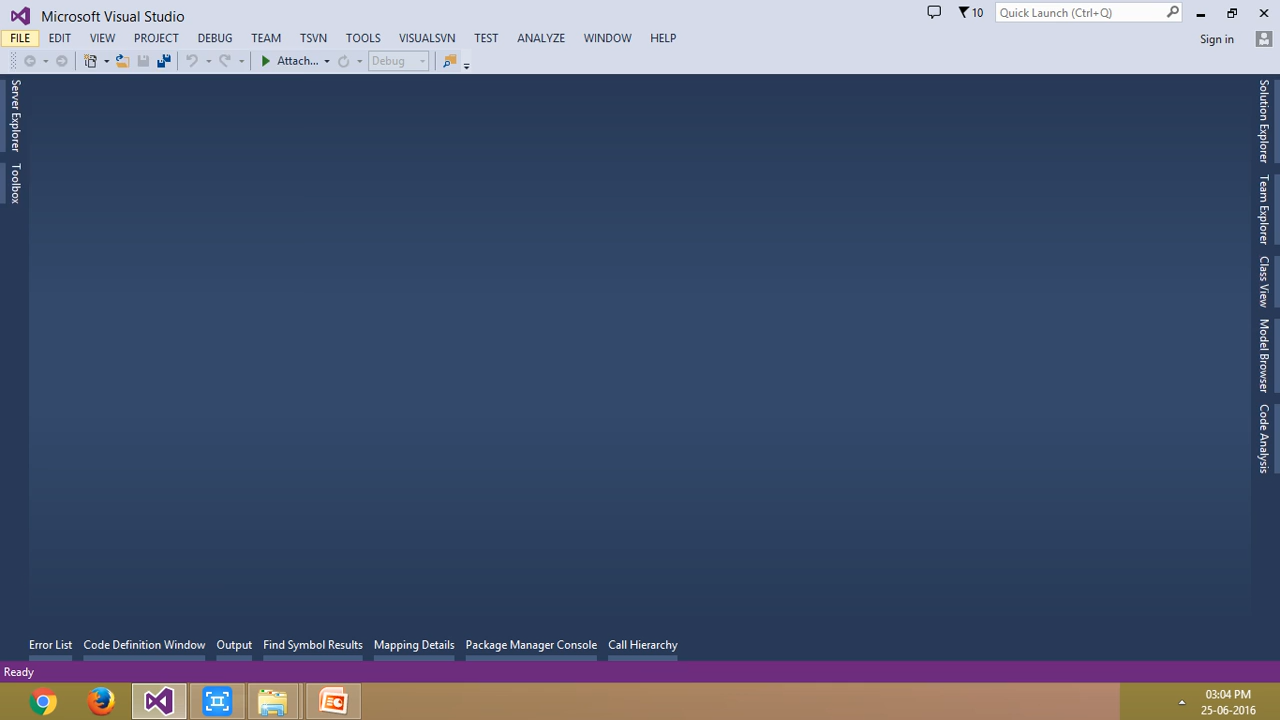 Microsoft Visual Studio
10
Quick Launch (Ctrl+Q)
FILE EDIT VIEW PROJECT DEBUG TEAM TSVN TOOLS VISUALSVN TEST ANALYZE WINDOW HELP
Sign in
Attach...
Debug
Server Explorer
Toolbox
Solution Explorer
Team Explorer
Class View
Model Browser
Code Analysis
Error List Code Definition Window Output Find Symbol Results Mapping Details Package Manager Console Call Hierarchy
Ready
03:04 PM
25-06-2016